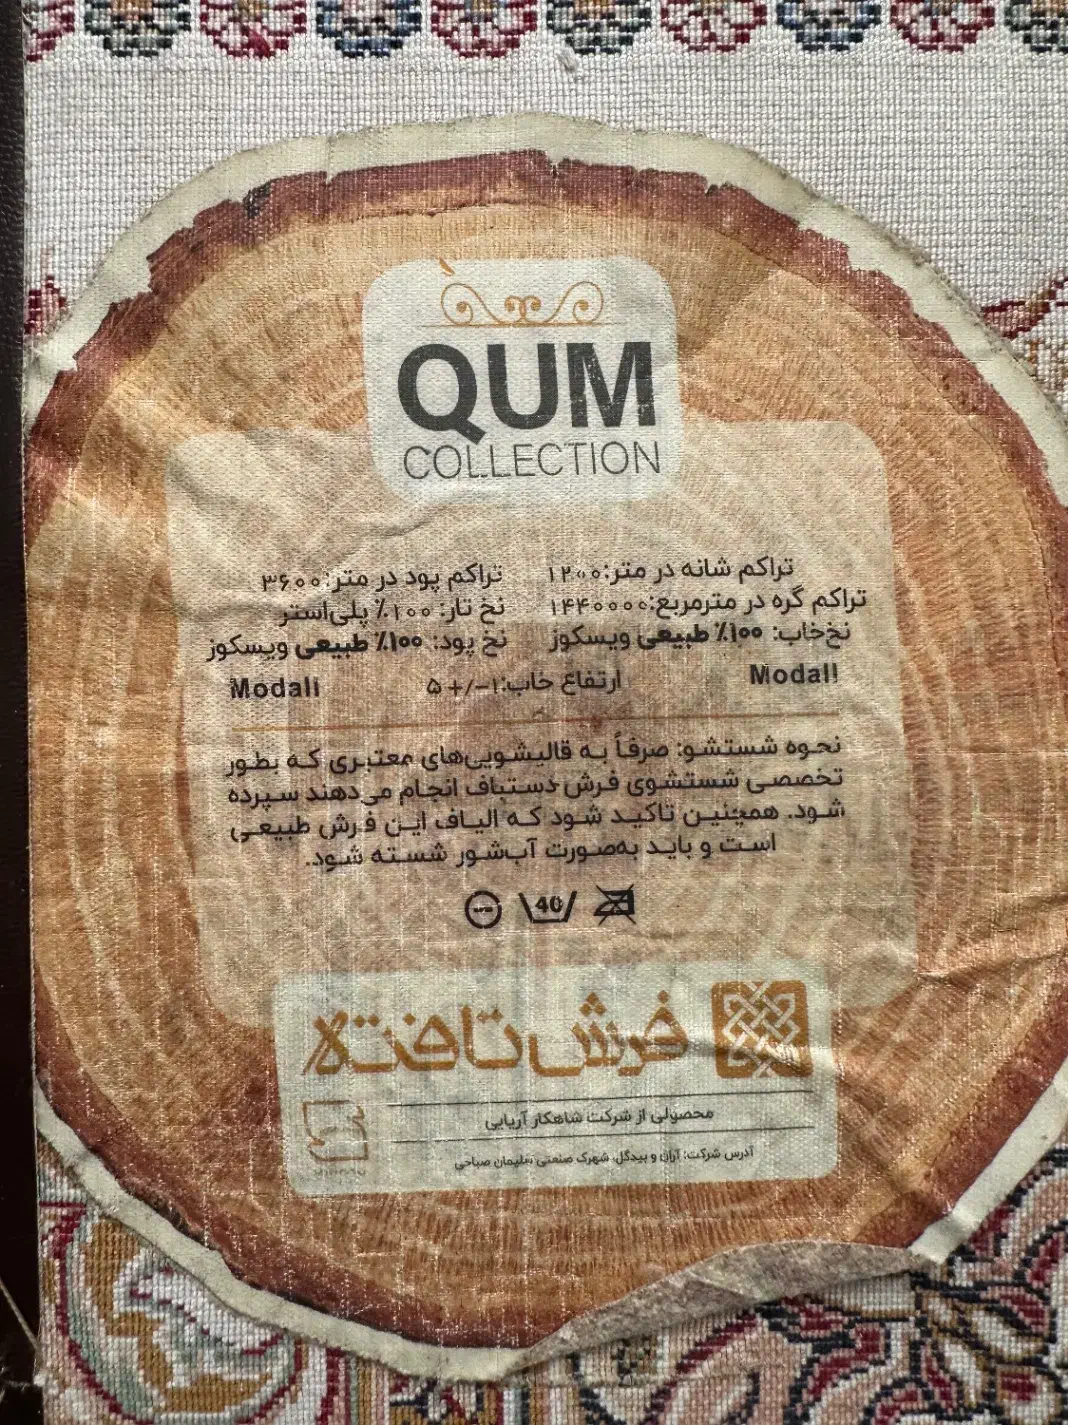 QUM
COLLECTION
تراکم شانه در متر:۱۲۰۰ تراکم پود در متر:۳۶۰۰
تراکم گره در مترمربع:۱۴۴۰۰۰۰ نخ تار: ۱۰۰٪ پلی‌استر
نخ‌خاب: ۱۰۰٪ طبیعی ویسکوز نخ پود: ۱۰۰٪ طبیعی ویسکوز
Modall ارتفاع خاب:۱-/+ ۵ Modall
نحوه شستشو: صرفاً به قالیشویی‌های معتبری که بطور
تخصصی شستشوی فرش دستباف انجام می‌دهند سپرده
شود. همچنین تاکید شود که الیاف این فرش طبیعی
است و باید به‌صورت آب‌شور شسته شود.
40
فرش تافته
محصولی از شرکت شاهکار آریایی
آدرس شرکت: آران و بیدگل، شهرک صنعتی سلیمان صباحی